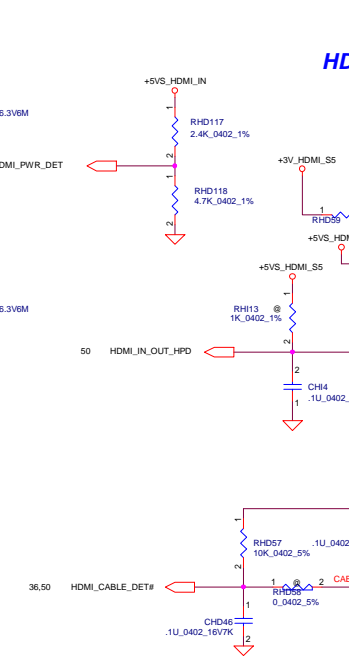 HD
+5VS_HDMI_IN
6.3V6M
1
RHD117
2.4K_0402_1%
2
+3V_HDMI_S5
DMI_PWR_DET
1
RHD118
4.7K_0402_1%
2
1
RHD59
+5VS_HDM
+5VS_HDMI_S5
1
RHI13 @
1K_0402_1%
2
6.3V6M
50 HDMI_IN_OUT_HPD
2
CHI4
.1U_0402_
1
1
RHD57 .1U_0402
10K_0402_5%
2
1 @ 2 CAB
36,50 HDMI_CABLE_DET#
RHD58
0_0402_5%
1
CHD46
.1U_0402_16V7K
2